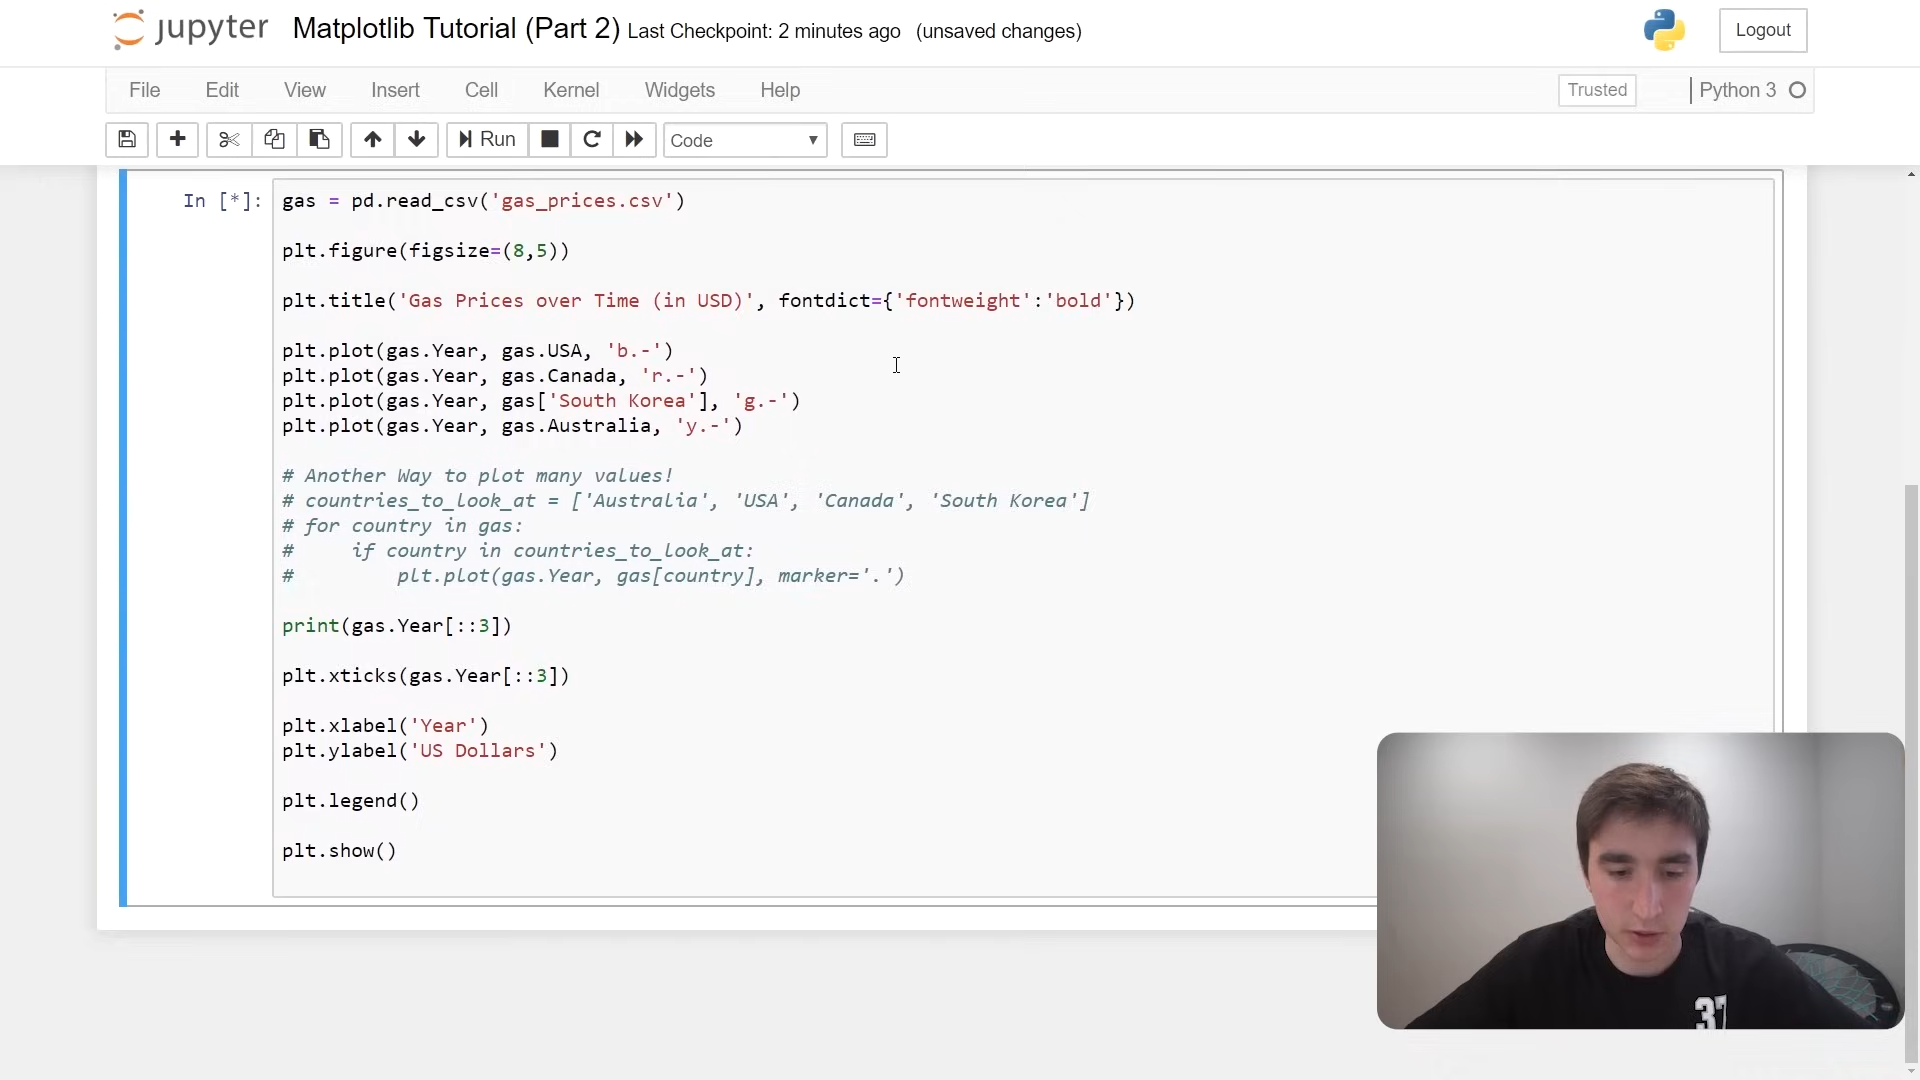 jupyter Matplotlib Tutorial (Part 2) Last Checkpoint: 2 minutes ago (unsaved changes) Logout
File Edit View Insert Cell Kernel Widgets Help Trusted Python 3
Run Code
In [*]: gas = pd.read_csv('gas_prices.csv')
plt.figure(figsize=(8,5))
plt.title('Gas Prices over Time (in USD)', fontdict={'fontweight':'bold'})
plt.plot(gas.Year, gas.USA, 'b.-')
plt.plot(gas.Year, gas.Canada, 'r.-')
plt.plot(gas.Year, gas['South Korea'], 'g.-')
plt.plot(gas.Year, gas.Australia, 'y.-')
# Another Way to plot many values!
# countries_to_look_at = ['Australia', 'USA', 'Canada', 'South Korea']
# for country in gas:
#     if country in countries_to_look_at:
#         plt.plot(gas.Year, gas[country], marker='.')
print(gas.Year[::3])
plt.xticks(gas.Year[::3])
plt.xlabel('Year')
plt.ylabel('US Dollars')
plt.legend()
plt.show()
37